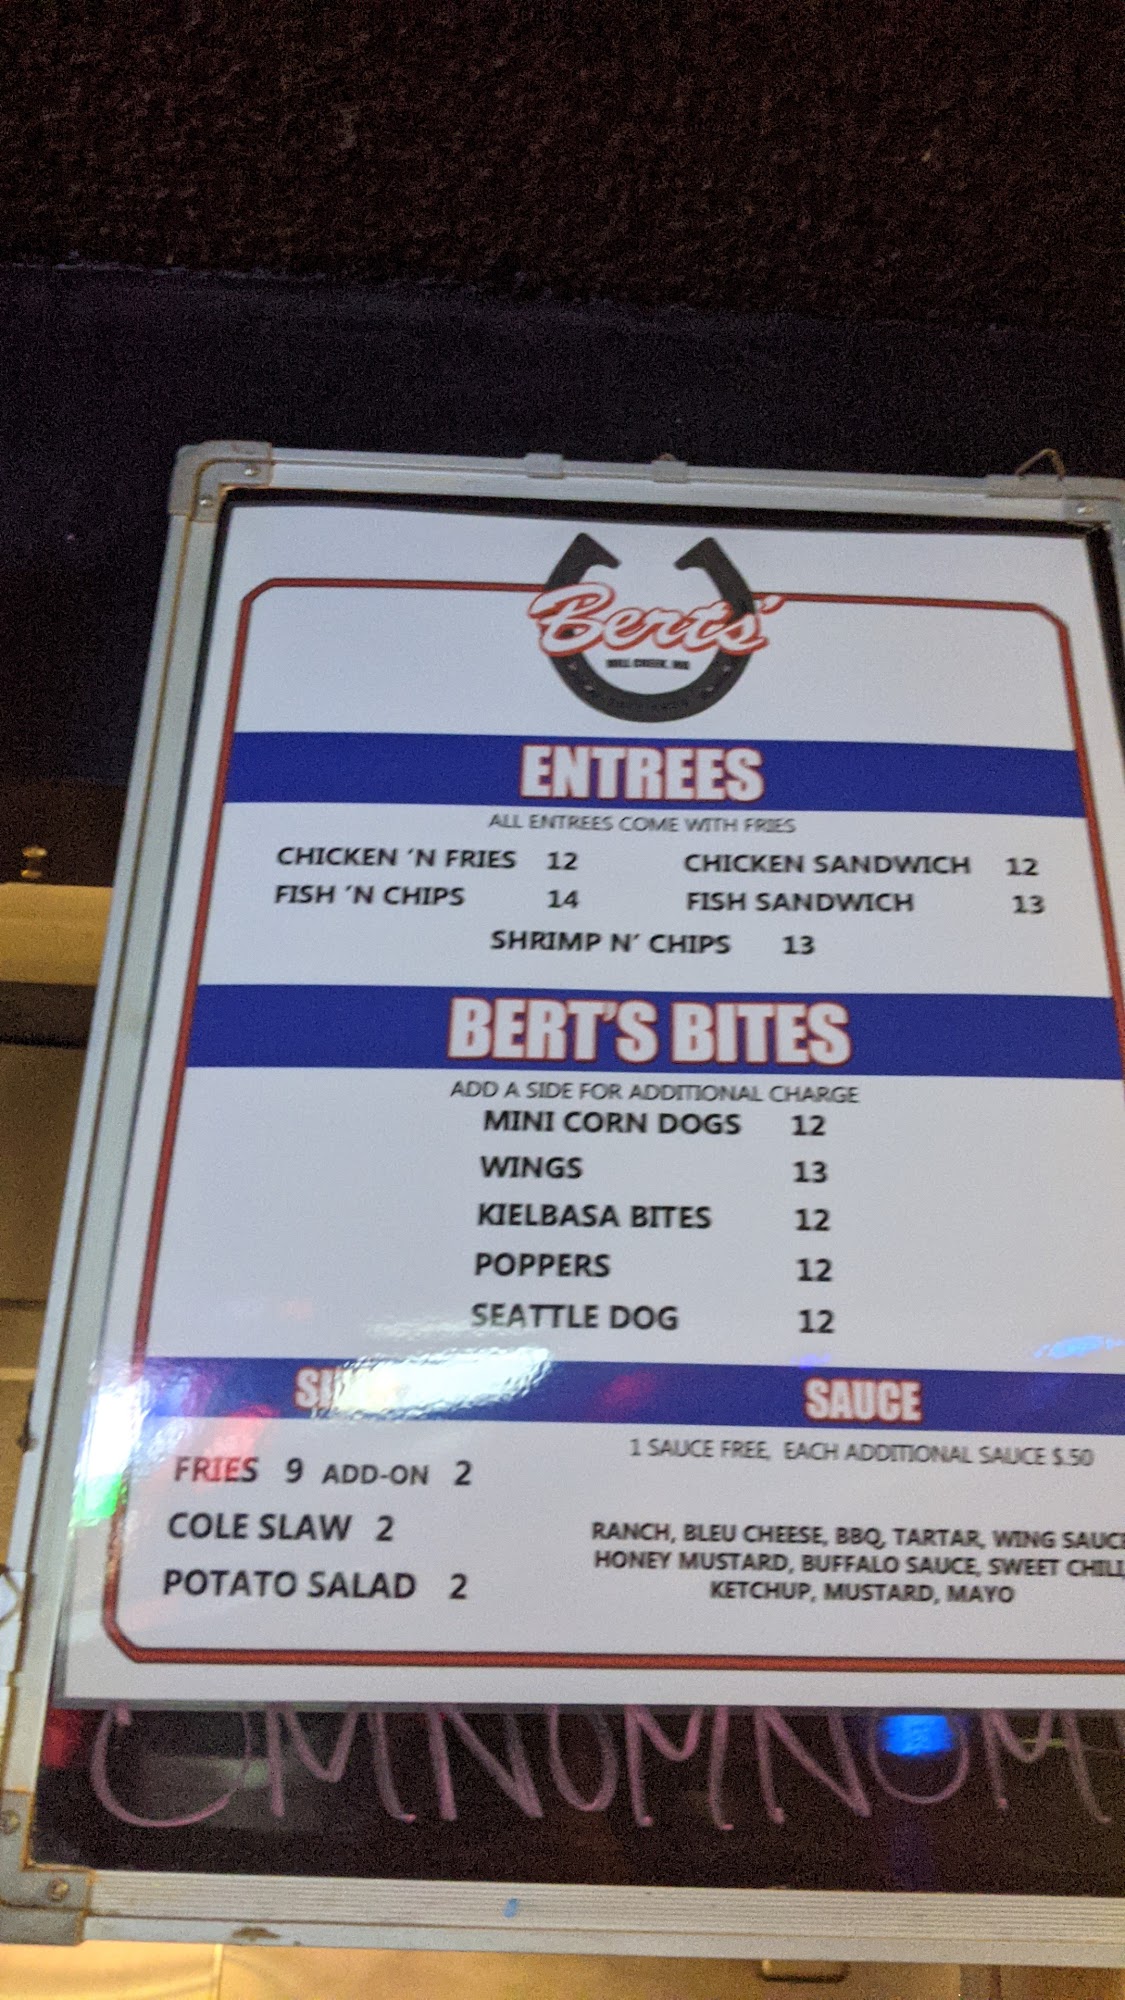 Berts'
ENTREES
ALL ENTREES COME WITH FRIES
CHICKEN 'N FRIES 12 CHICKEN SANDWICH 12
FISH 'N CHIPS 14 FISH SANDWICH 13
SHRIMP N' CHIPS 13
BERT'S BITES
ADD A SIDE FOR ADDITIONAL CHARGE
MINI CORN DOGS 12
WINGS 13
KIELBASA BITES 12
POPPERS 12
SEATTLE DOG 12
SAUCE
1 SAUCE FREE, EACH ADDITIONAL SAUCE $.50
FRIES 9 ADD-ON 2
COLE SLAW 2
POTATO SALAD 2
RANCH, BLEU CHEESE, BBQ, TARTAR, WING SAUCE
HONEY MUSTARD, BUFFALO SAUCE, SWEET CHILI
KETCHUP, MUSTARD, MAYO
OMNOMNOM